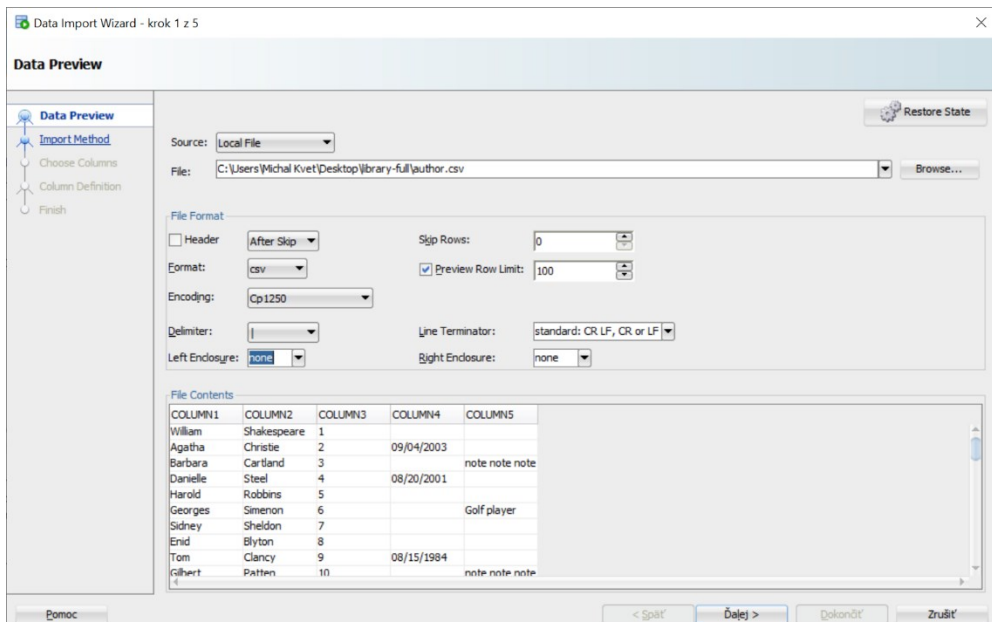 Data Import Wizard - krok 1 z 5
Data Preview
Data Preview
Import Method
Choose Columns
Column Definition
Finish
Restore State
Source: Local File
File: C:\Users\Michal Kvet\Desktop\library-full\author.csv Browse...
File Format
Header After Skip Skip Rows: 0
Format: csv Preview Row Limit: 100
Encoding: Cp1250
Delimiter: | Line Terminator: standard: CR LF, CR or LF
Left Enclosure: none Right Enclosure: none
File Contents
COLUMN1 COLUMN2 COLUMN3 COLUMN4 COLUMN5
William Shakespeare 1
Agatha Christie 2 09/04/2003
Barbara Cartland 3 note note note
Danielle Steel 4 08/20/2001
Harold Robbins 5
Georges Simenon 6 Golf player
Sidney Sheldon 7
Enid Blyton 8
Tom Clancy 9 08/15/1984
Gilbert Patten 10 note note note
Pomoc < Späť Ďalej > Dokončiť Zrušiť